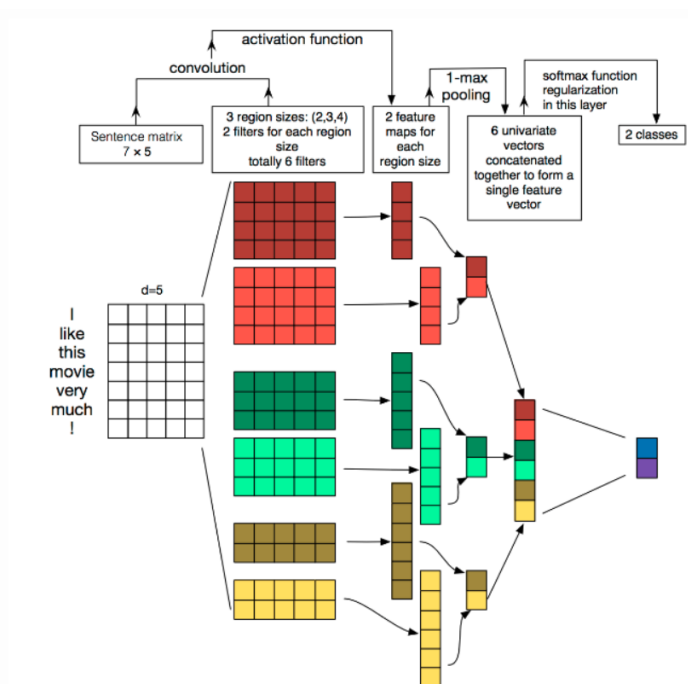 activation function
convolution
1-max
pooling
softmax function
regularization
in this layer
Sentence matrix
7 × 5
3 region sizes: (2,3,4)
2 filters for each region
size
totally 6 filters
2 feature
maps for
each
region size
6 univariate
vectors
concatenated
together to form a
single feature
vector
2 classes
d=5
I
like
this
movie
very
much
!